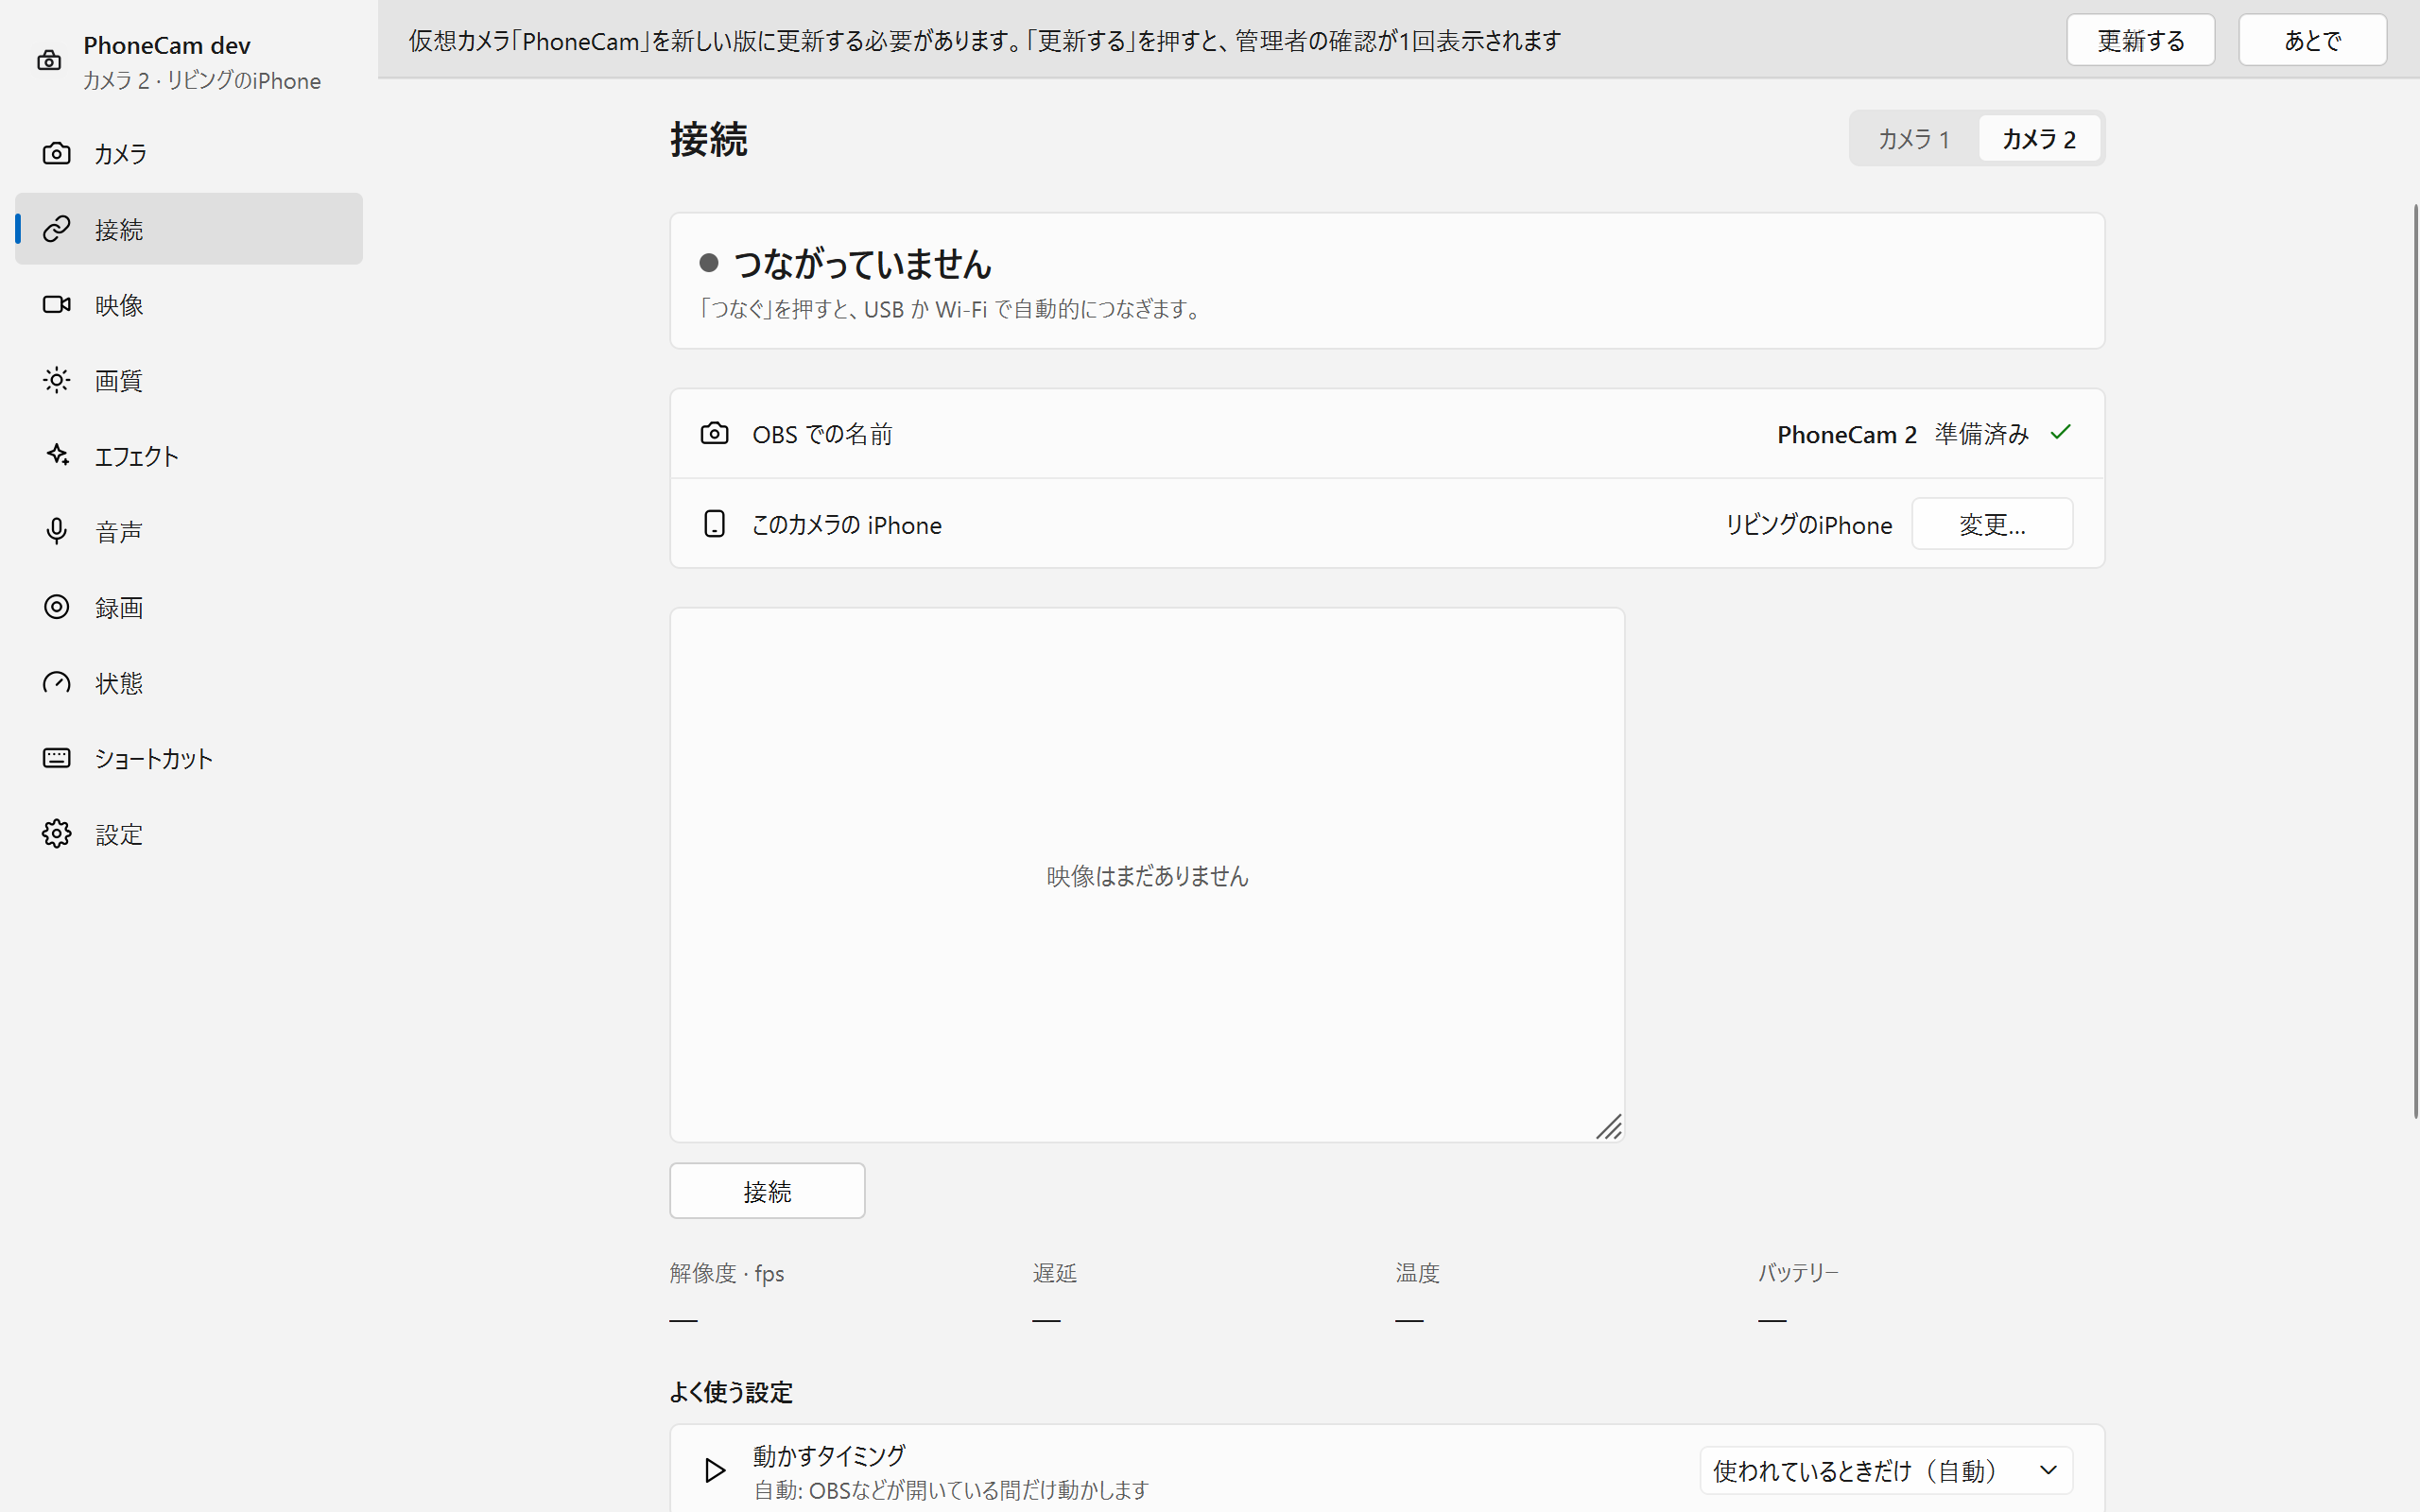 PhoneCam dev
カメラ 2 · リビングのiPhone
カメラ
接続
映像
画質
エフェクト
音声
録画
状態
ショートカット
設定
仮想カメラ「PhoneCam」を新しい版に更新する必要があります。「更新する」を押すと、管理者の確認が1回表示されます
更新する
あとで
接続
カメラ 1
カメラ 2
つながっていません
「つなぐ」を押すと、USB か Wi-Fi で自動的につなぎます。
OBS での名前
PhoneCam 2 準備済み
このカメラの iPhone
リビングのiPhone
変更...
映像はまだありません
接続
解像度 · fps
遅延
温度
バッテリー
—
—
—
—
よく使う設定
動かすタイミング
自動: OBSなどが開いている間だけ動かします
使われているときだけ（自動）